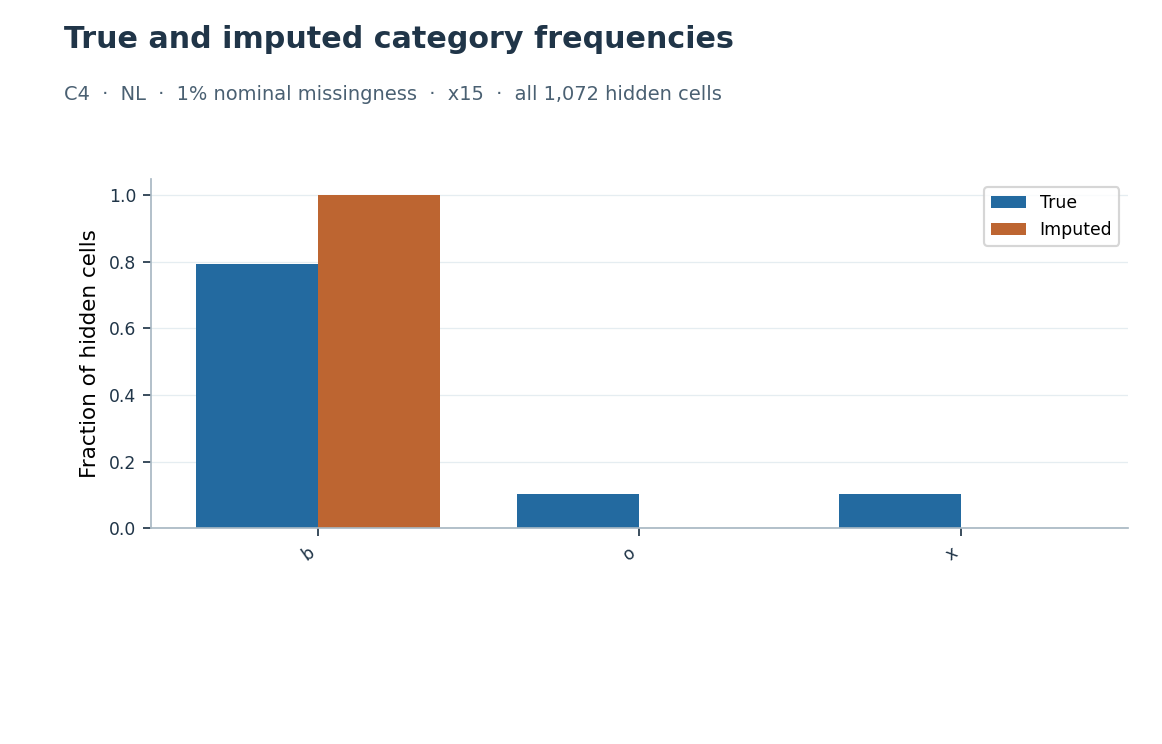 True and imputed category frequencies
C4 · NL · 1% nominal missingness · x15 · all 1,072 hidden cells
Fraction of hidden cells
1.0
0.8
0.6
0.4
0.2
0.0
True
Imputed
b
o
x